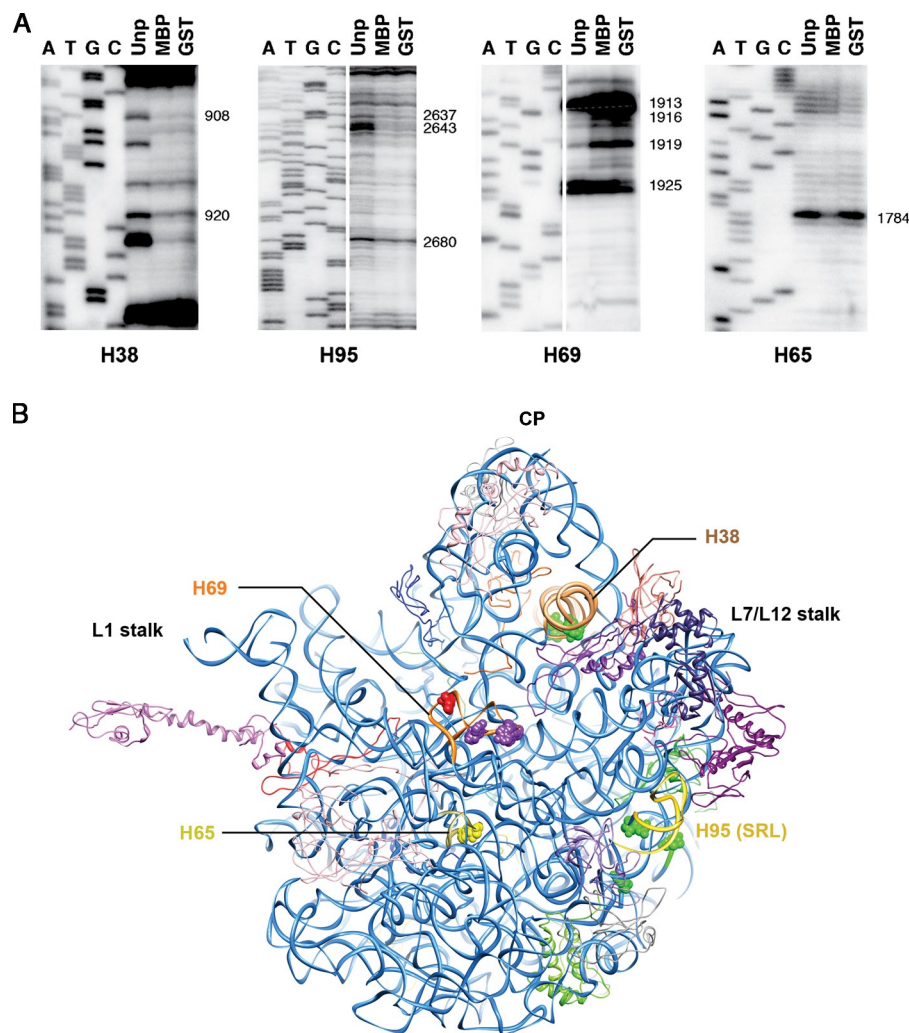 A
A T G C Unp MBP GST
908
920
H38
A T G C Unp MBP GST
2637
2643
2680
H95
A T G C Unp MBP GST
1913
1916
1919
1925
H69
A T G C Unp MBP GST
1784
H65
B
CP
H38
H69
L1 stalk
L7/L12 stalk
H65
H95 (SRL)